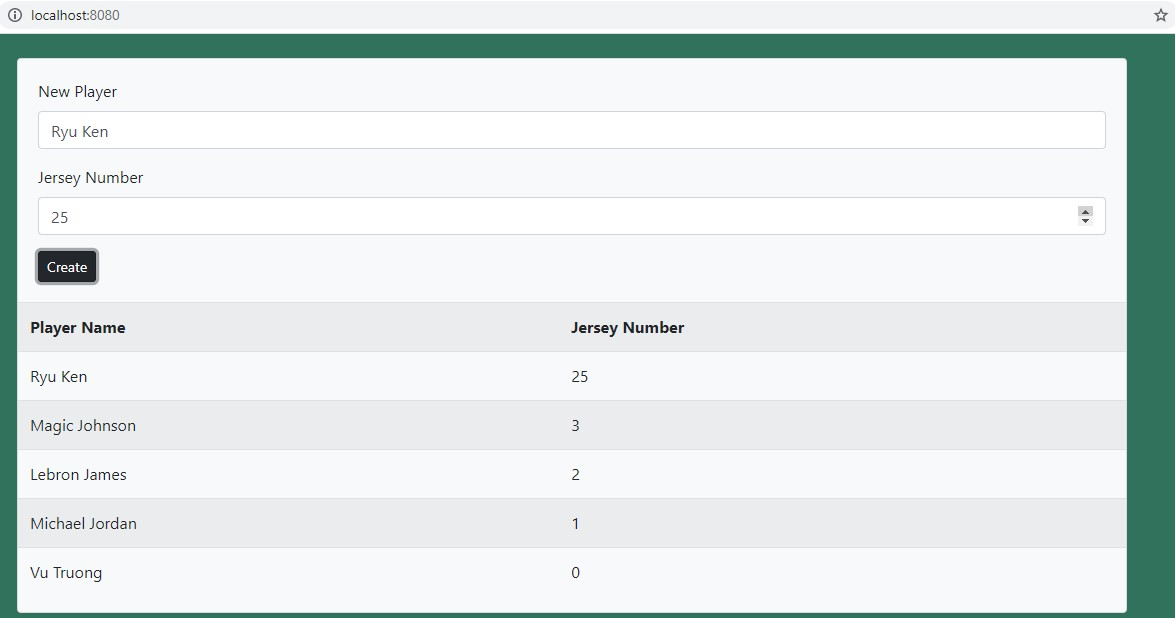 localhost:8080
New Player
Ryu Ken
Jersey Number
25
Create
Player Name Jersey Number
Ryu Ken 25
Magic Johnson 3
Lebron James 2
Michael Jordan 1
Vu Truong 0